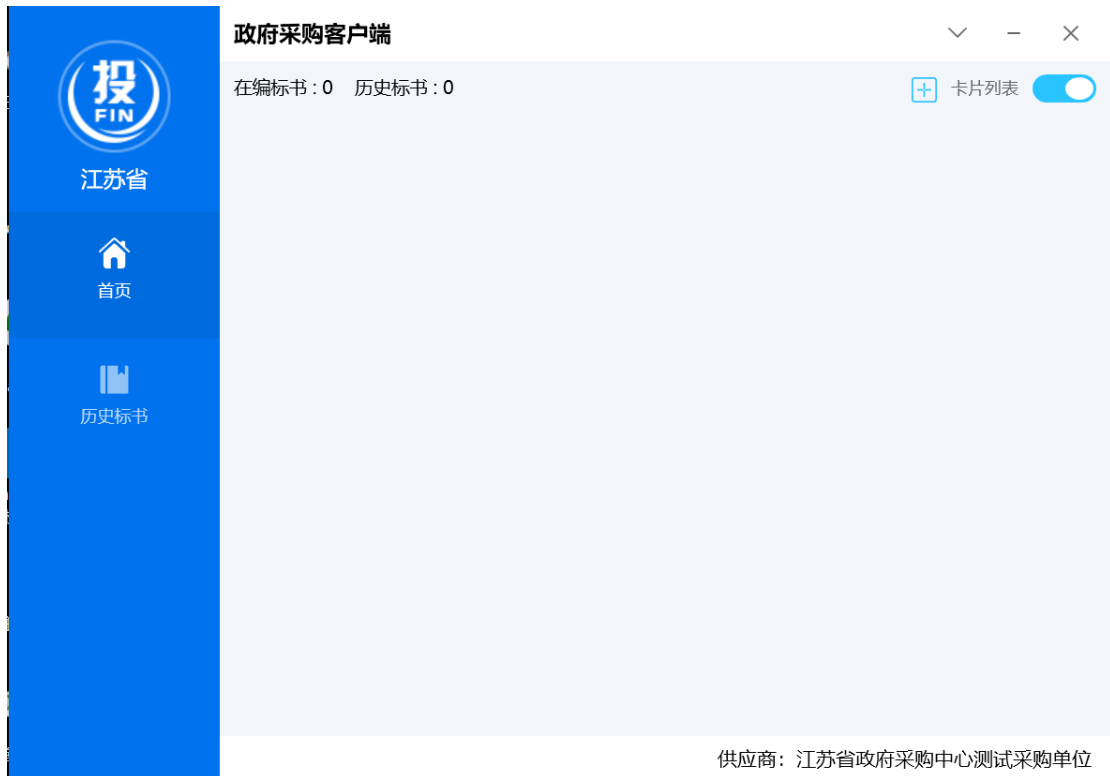 政府采购客户端
投
FIN
江苏省
在编标书 : 0 历史标书 : 0
卡片列表
首页
历史标书
供应商：江苏省政府采购中心测试采购单位